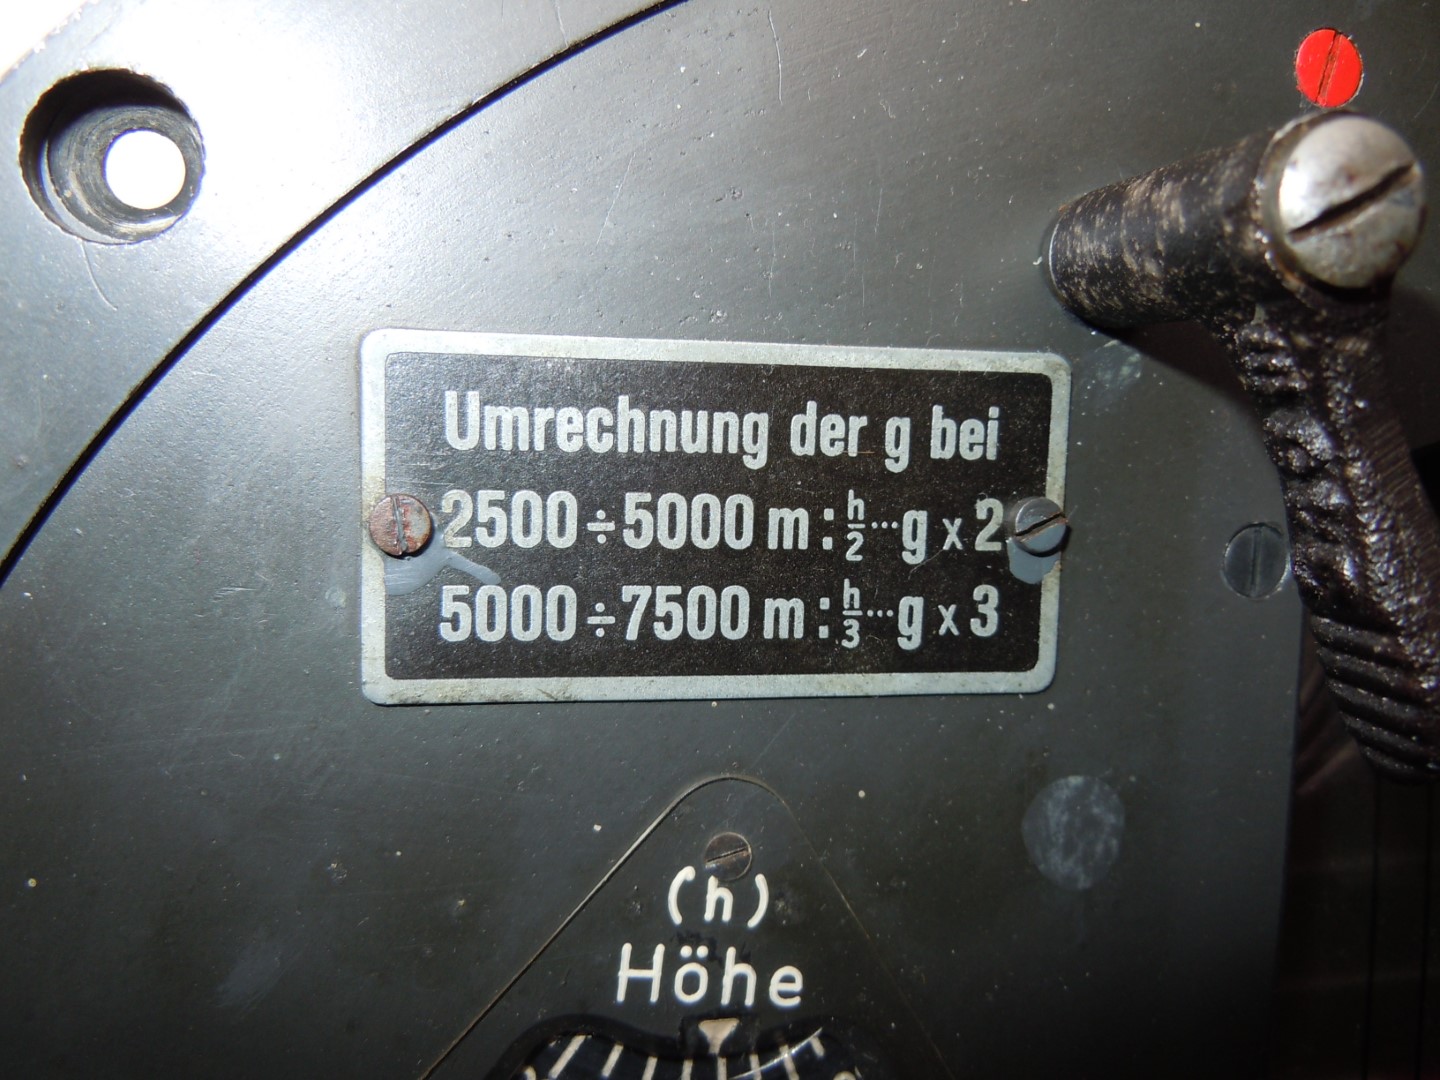 Umrechnung der g bei
2500÷5000 m : h/2 ... g x 2
5000÷7500 m : h/3 ... g x 3
(h)
Höhe